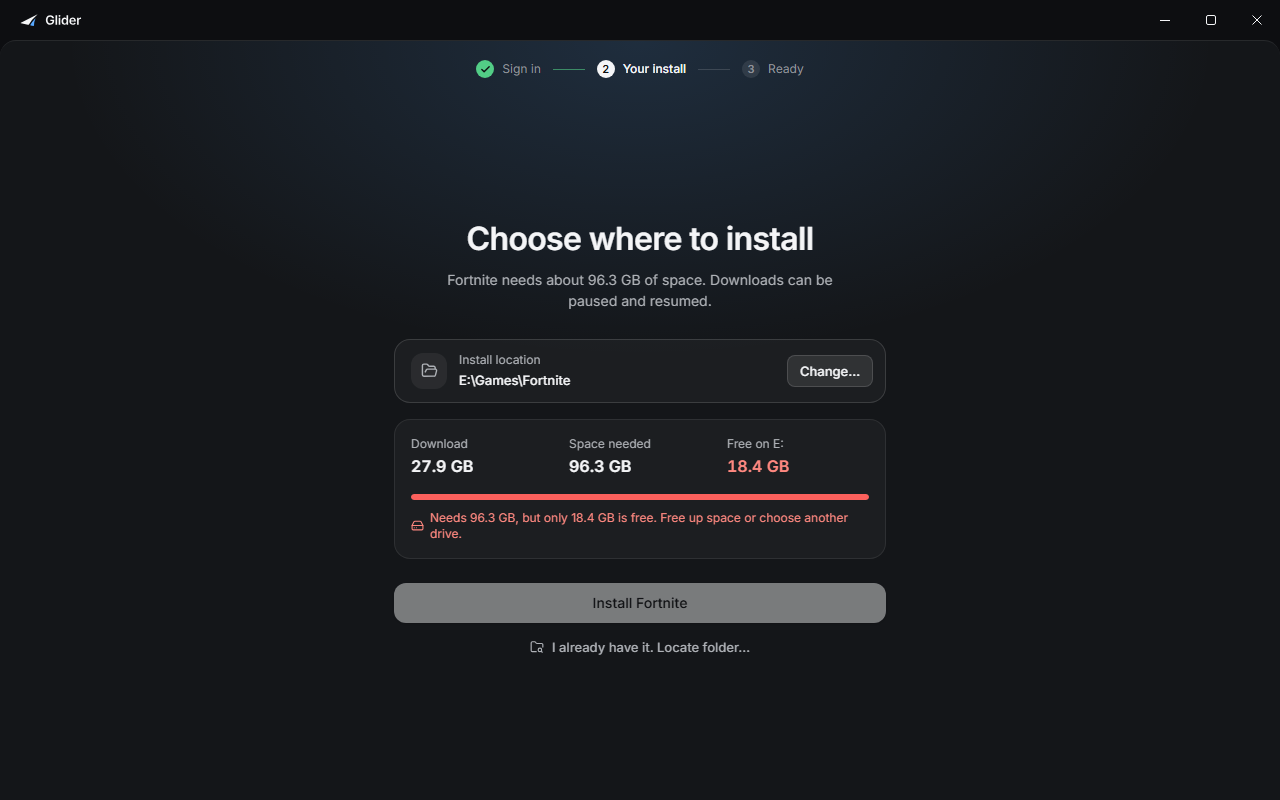 Glider
Sign in
2
Your install
3
Ready
Choose where to install
Fortnite needs about 96.3 GB of space. Downloads can be
paused and resumed.
Install location
E:\Games\Fortnite
Change...
Download
Space needed
Free on E:
27.9 GB
96.3 GB
18.4 GB
Needs 96.3 GB, but only 18.4 GB is free. Free up space or choose another
drive.
Install Fortnite
I already have it. Locate folder...